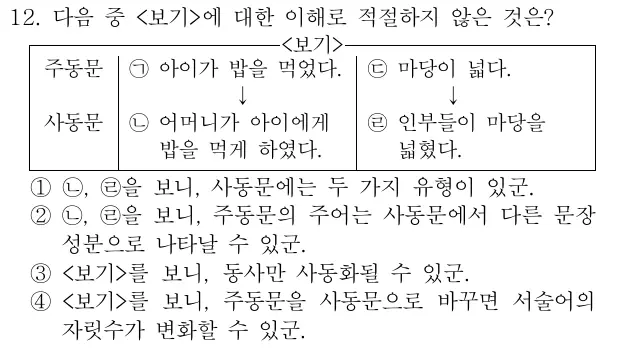 12. 다음 중 <보기>에 대한 이해로 적절하지 않은 것은?
<보기>
주동문 ㉠ 아이가 밥을 먹었다. ㉢ 마당이 넓다.
↓ ↓
사동문 ㉡ 어머니가 아이에게 ㉣ 인부들이 마당을
밥을 먹게 하였다. 넓혔다.
① ㉡, ㉣을 보니, 사동문에는 두 가지 유형이 있군.
② ㉡, ㉣을 보니, 주동문의 주어는 사동문에서 다른 문장
성분으로 나타날 수 있군.
③ <보기>를 보니, 동사만 사동화될 수 있군.
④ <보기>를 보니, 주동문을 사동문으로 바꾸면 서술어의
자릿수가 변화할 수 있군.